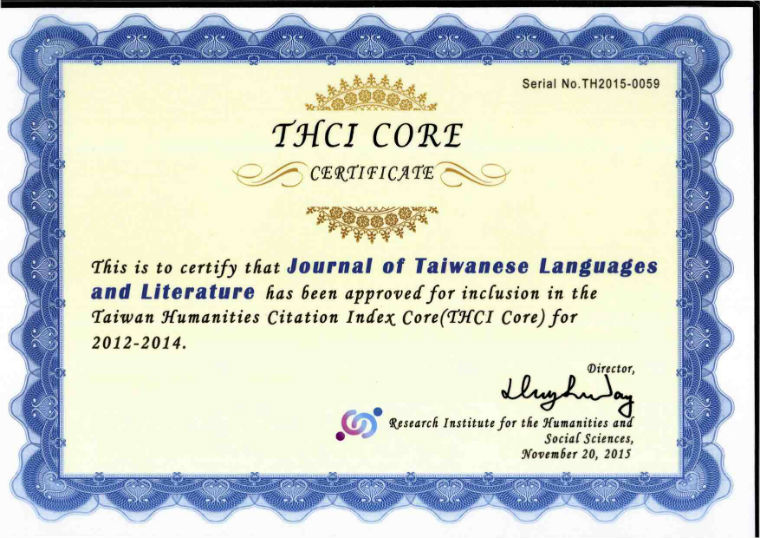 Serial No.TH2015-0059
THCI CORE
CERTIFICATE
This is to certify that Journal of Taiwanese Languages
and Literature has been approved for inclusion in the
Taiwan Humanities Citation Index Core(THCI Core) for
2012-2014.
Director,
Research Institute for the Humanities and
Social Sciences,
November 20, 2015